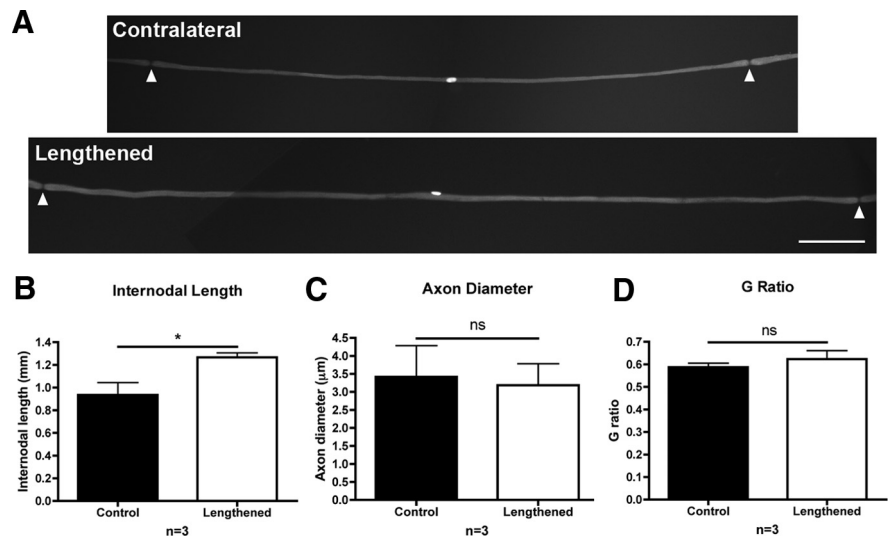 A
Contralateral
Lengthened
B
Internodal Length
*
Internodal length (mm)
1.4
1.2
1.0
0.8
0.6
0.4
0.2
0.0
Control
Lengthened
n=3
C
Axon Diameter
ns
Axon diameter (μm)
4.5
4.0
3.5
3.0
2.5
2.0
1.5
1.0
0.5
0.0
Control
Lengthened
n=3
D
G Ratio
ns
G ratio
0.7
0.6
0.5
0.4
0.3
0.2
0.1
0.0
Control
Lengthened
n=3